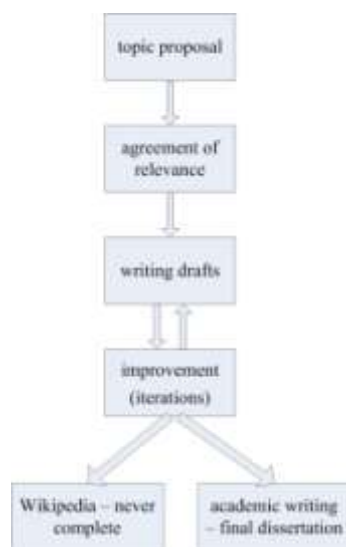 topic proposal
agreement of
relevance
writing drafts
improvement
(iterations)
Wikipedia – never
complete
academic writing
– final dissertation